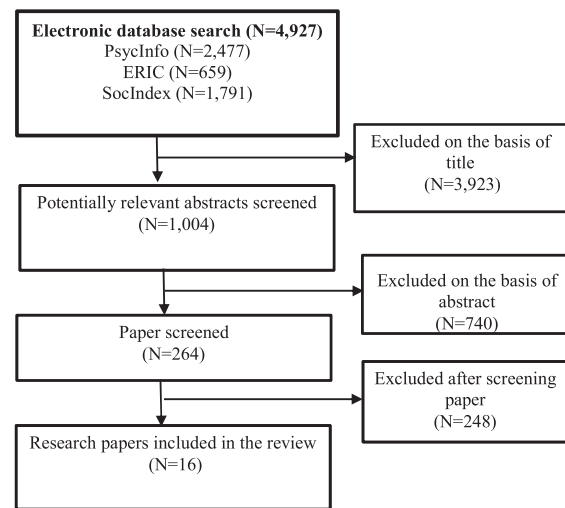 Electronic database search (N=4,927)
PsycInfo (N=2,477)
ERIC (N=659)
SocIndex (N=1,791)
Excluded on the basis of
title
(N=3,923)
Potentially relevant abstracts screened
(N=1,004)
Excluded on the basis of
abstract
(N=740)
Paper screened
(N=264)
Excluded after screening
paper
(N=248)
Research papers included in the review
(N=16)